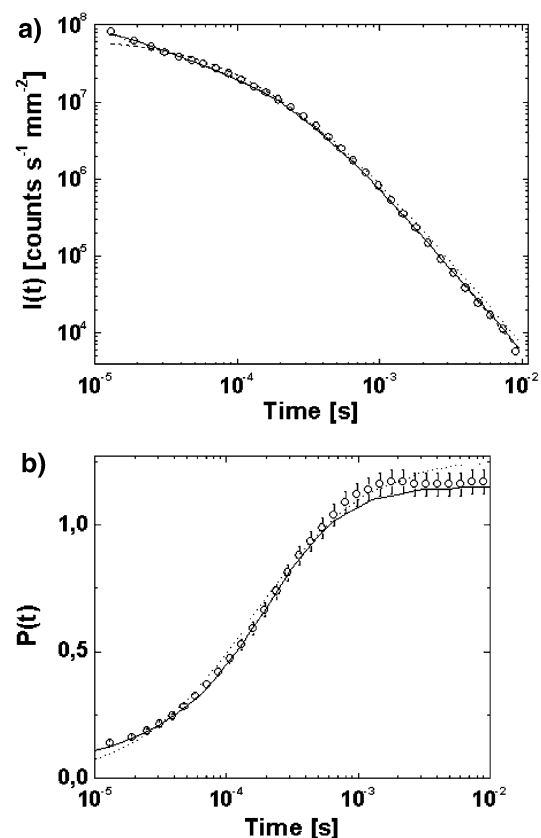 a)
10⁸
10⁷
10⁶
10⁵
10⁴
I(t) [counts s⁻¹ mm⁻²]
10⁻⁵ 10⁻⁴ 10⁻³ 10⁻²
Time [s]
b)
1,0
0,5
0,0
P(t)
10⁻⁵ 10⁻⁴ 10⁻³ 10⁻²
Time [s]